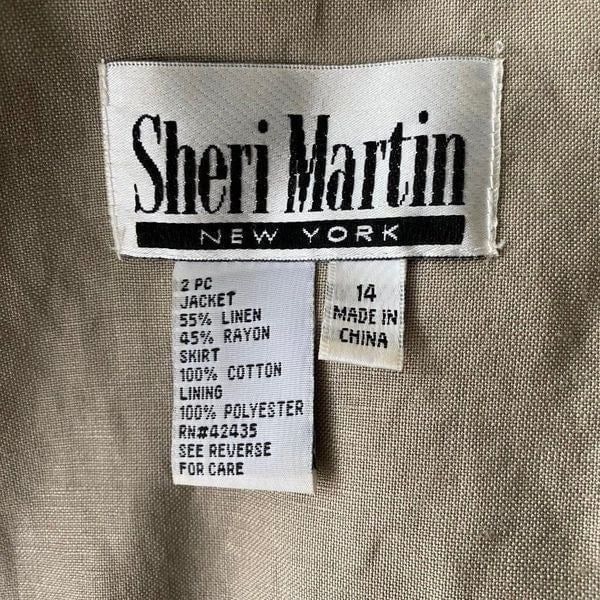 Sheri Martin
NEW YORK
2 PC
JACKET
55% LINEN
45% RAYON
SKIRT
100% COTTON
LINING
100% POLYESTER
RN#42435
SEE REVERSE
FOR CARE
14
MADE IN
CHINA